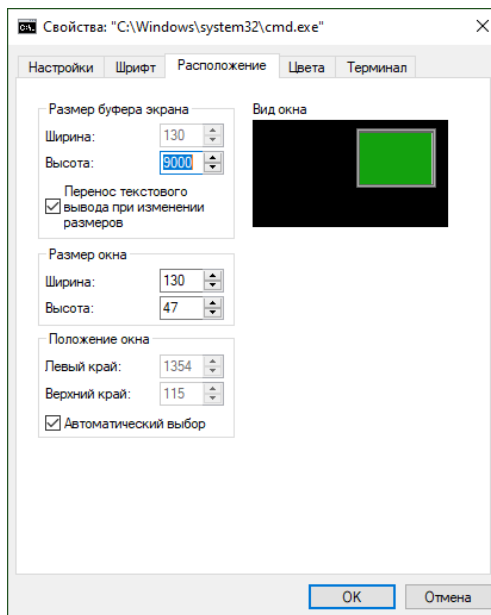 Свойства: "C:\Windows\system32\cmd.exe"
Настройки Шрифт Расположение Цвета Терминал
Размер буфера экрана
Ширина: 130
Высота: 9000
Перенос текстового
вывода при изменении
размеров
Размер окна
Ширина: 130
Высота: 47
Положение окна
Левый край: 1354
Верхний край: 115
Автоматический выбор
Вид окна
OK Отмена